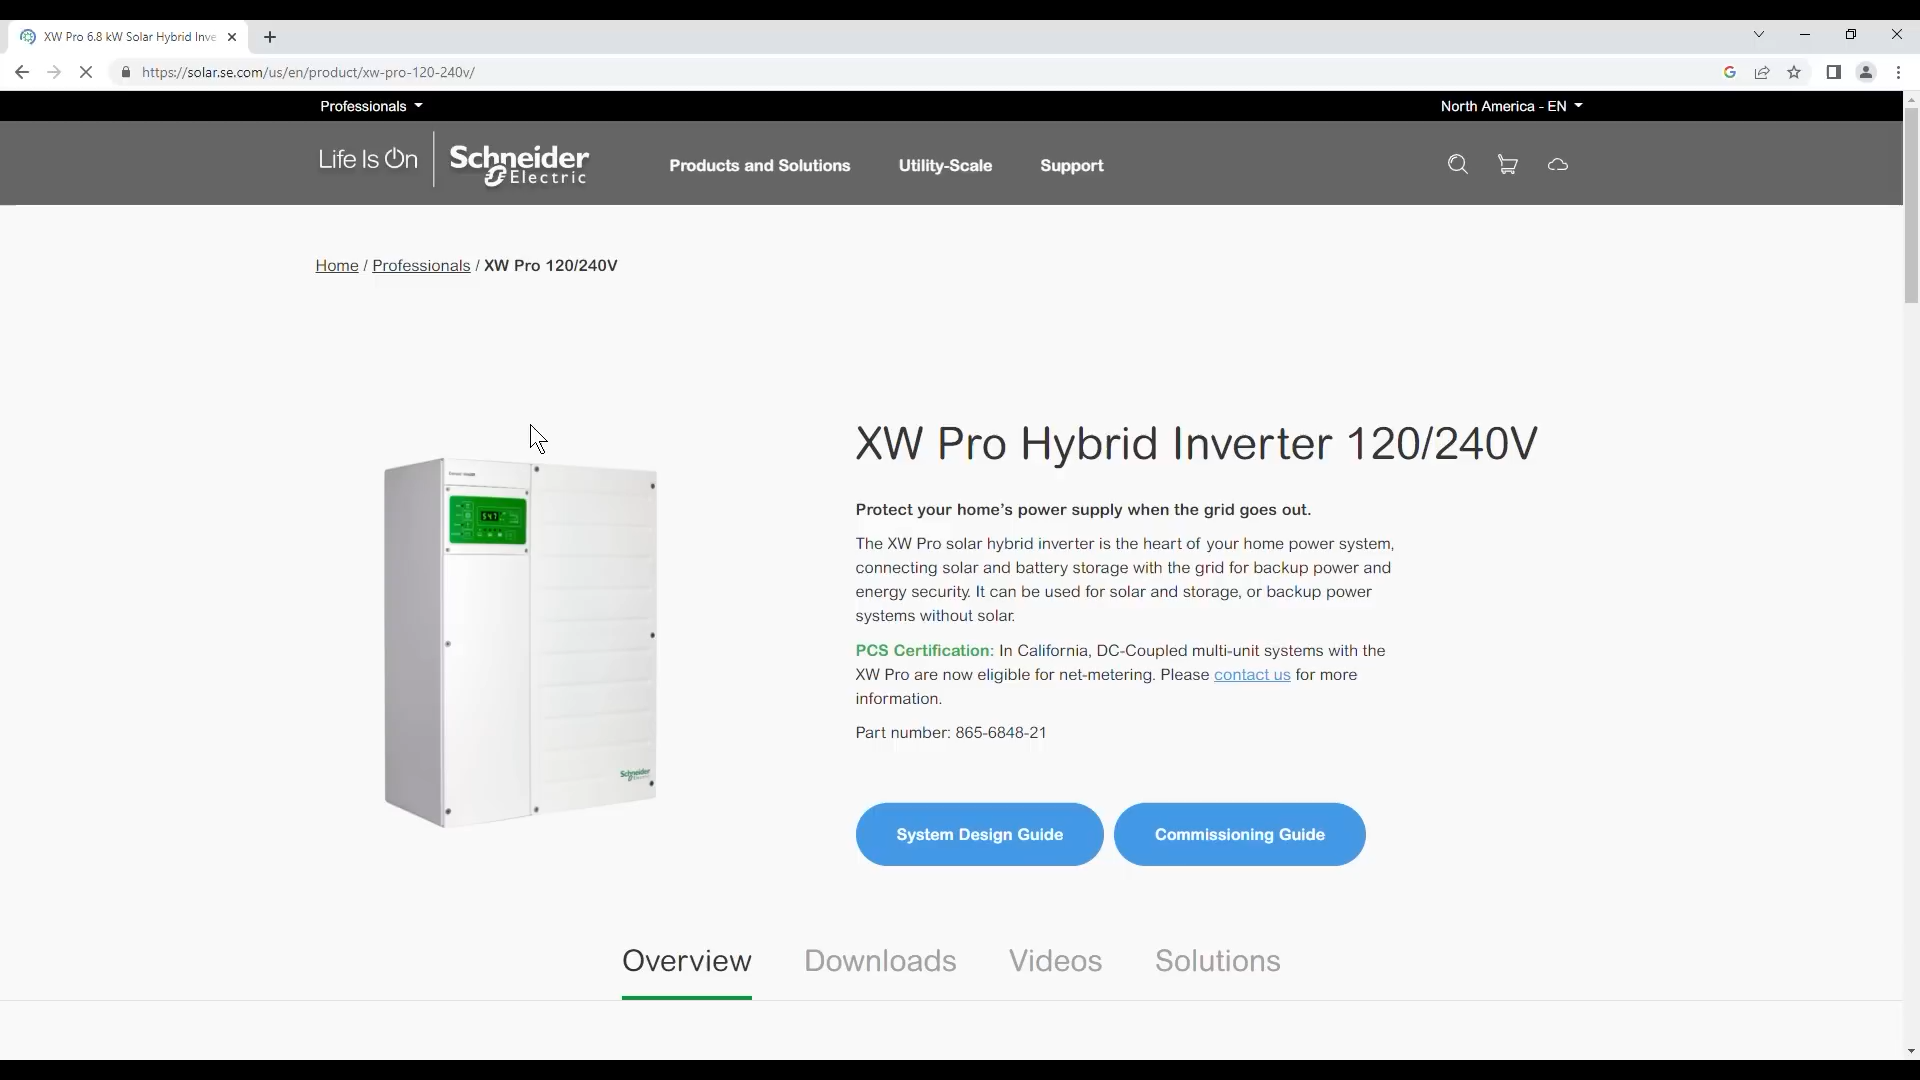 XW Pro 6.8 kW Solar Hybrid Inve
https://solar.se.com/us/en/product/xw-pro-120-240v/
Professionals
North America - EN
Life Is On
Schneider
Electric
Products and Solutions
Utility-Scale
Support
Home / Professionals / XW Pro 120/240V
XW Pro Hybrid Inverter 120/240V
Protect your home’s power supply when the grid goes out.
The XW Pro solar hybrid inverter is the heart of your home power system,
connecting solar and battery storage with the grid for backup power and
energy security. It can be used for solar and storage, or backup power
systems without solar.
PCS Certification: In California, DC-Coupled multi-unit systems with the
XW Pro are now eligible for net-metering. Please contact us for more
information.
Part number: 865-6848-21
547
Schneider
System Design Guide
Commissioning Guide
Overview
Downloads
Videos
Solutions